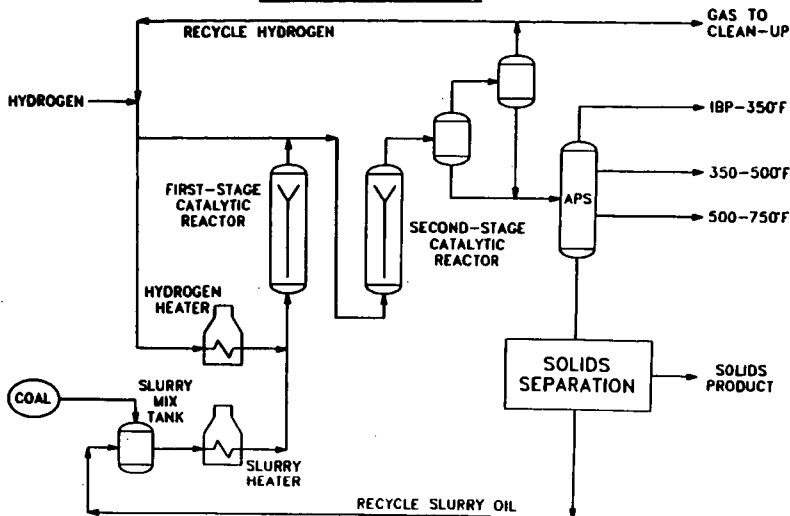 GAS TO
CLEAN-UP
RECYCLE HYDROGEN
HYDROGEN
IBP-350°F
350-500°F
500-750°F
APS
FIRST-STAGE
CATALYTIC
REACTOR
SECOND-STAGE
CATALYTIC
REACTOR
HYDROGEN
HEATER
SOLIDS
SEPARATION
SOLIDS
PRODUCT
COAL
SLURRY
MIX
TANK
SLURRY
HEATER
RECYCLE SLURRY OIL